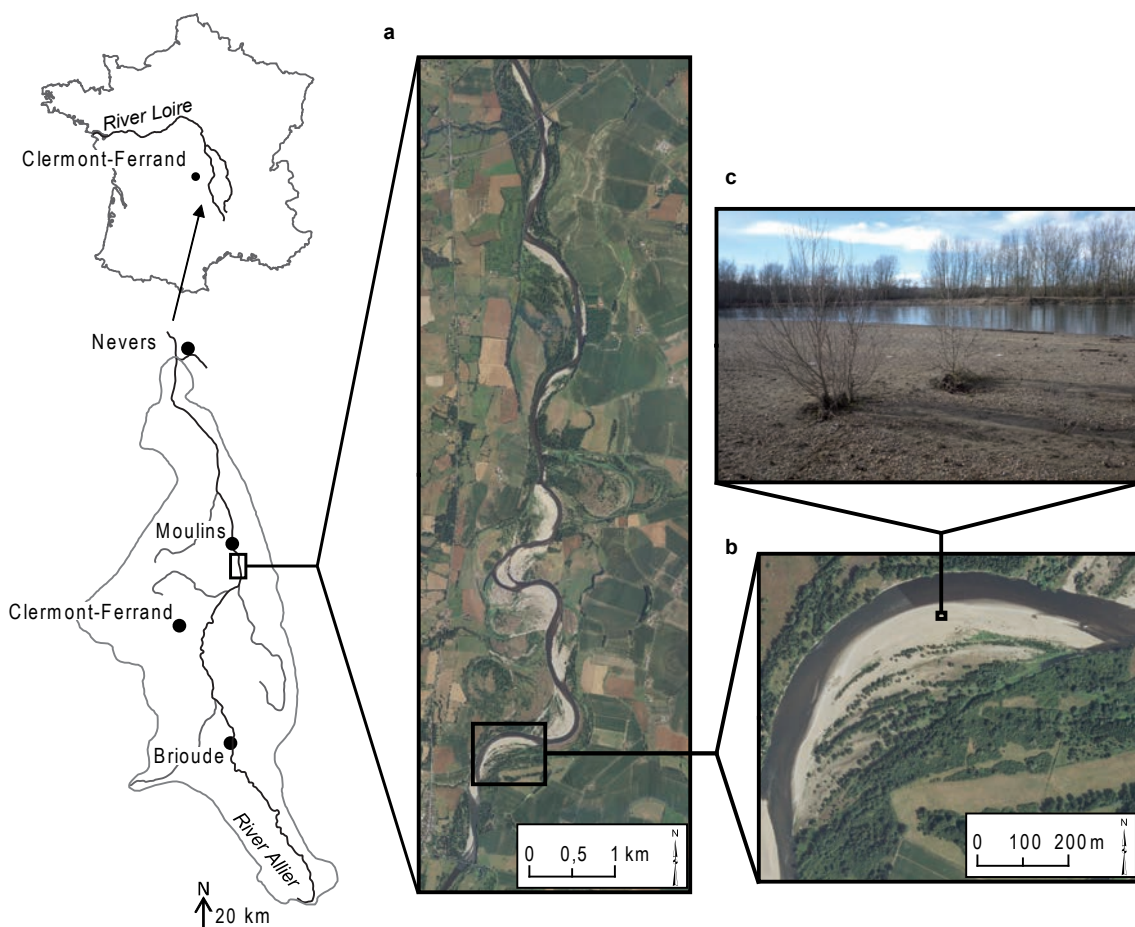 River Loire
Clermont-Ferrand
Nevers
Moulins
Clermont-Ferrand
Brioude
River Allier
N
20 km
a
0 0,5 1 km
N
c
b
0 100 200 m
N